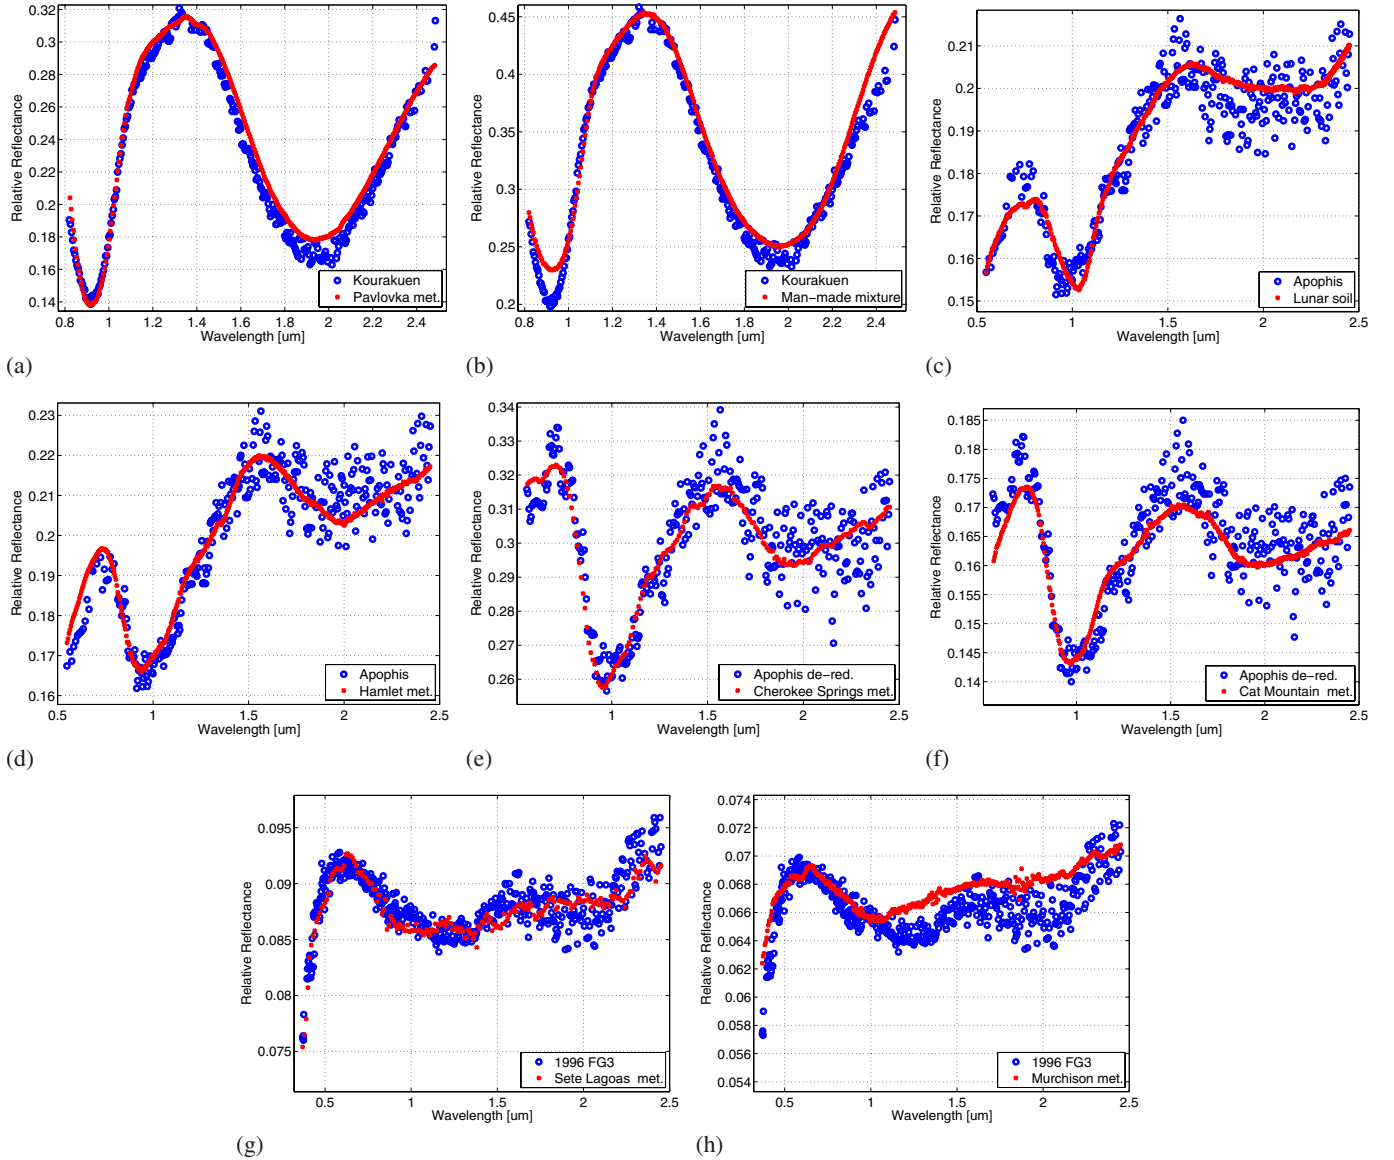 0.32
0.3
0.28
0.26
0.24
0.22
0.2
0.18
0.16
0.14
Relative Reflectance
0.8 1 1.2 1.4 1.6 1.8 2 2.2 2.4
Wavelength [um]
Kourakuen
Pavlovka met.
(a)
0.45
0.4
0.35
0.3
0.25
0.2
Relative Reflectance
0.8 1 1.2 1.4 1.6 1.8 2 2.2 2.4
Wavelength [um]
Kourakuen
Man-made mixture
(b)
0.21
0.2
0.19
0.18
0.17
0.16
0.15
Relative Reflectance
0.5 1 1.5 2 2.5
Wavelength [um]
Apophis
Lunar soil
(c)
0.23
0.22
0.21
0.2
0.19
0.18
0.17
0.16
Relative Reflectance
0.5 1 1.5 2 2.5
Wavelength [um]
Apophis
Hamlet met.
(d)
0.34
0.33
0.32
0.31
0.3
0.29
0.28
0.27
0.26
Relative Reflectance
1 1.5 2 2.5
Wavelength [um]
Apophis de-red.
Cherokee Springs met.
(e)
0.185
0.18
0.175
0.17
0.165
0.16
0.155
0.15
0.145
0.14
Relative Reflectance
1 1.5 2 2.5
Wavelength [um]
Apophis de-red.
Cat Mountain met.
(f)
0.095
0.09
0.085
0.08
0.075
Relative Reflectance
0.5 1 1.5 2 2.5
Wavelength [um]
1996 FG3
Sete Lagoas met.
(g)
0.074
0.072
0.07
0.068
0.066
0.064
0.062
0.06
0.058
0.056
0.054
Relative Reflectance
0.5 1 1.5 2 2.5
Wavelength [um]
1996 FG3
Murchison met.
(h)